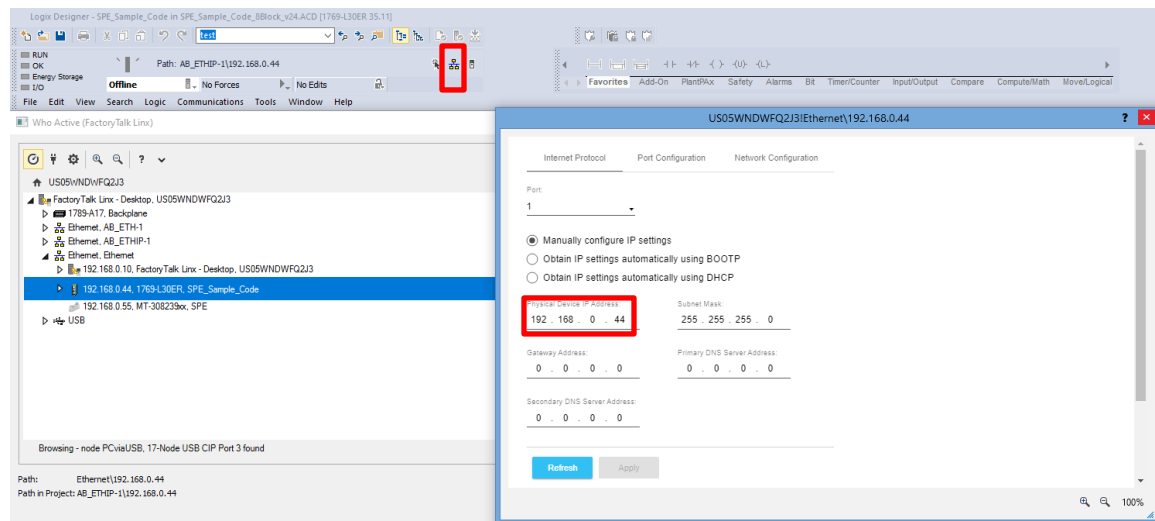 Logix Designer - SPE_Sample_Code in SPE_Sample_Code_8Block_v24.ACD [1769-L30ER 35.11]
test
RUN
OK
Energy Storage
I/O
Path: AB_ETHIP-1\192.168.0.44
Offline No Forces No Edits
Favorites Add-On PlantPAx Safety Alarms Bit Timer/Counter Input/Output Compare Compute/Math Move/Logical
File Edit View Search Logic Communications Tools Window Help
Who Active (FactoryTalk Linx)
US05WNDWFQ2J3
FactoryTalk Linx - Desktop, US05WNDWFQ2J3
1789-A17, Backplane
Ethernet, AB_ETH-1
Ethernet, AB_ETHIP-1
Ethernet, Ethernet
192.168.0.10, FactoryTalk Linx - Desktop, US05WNDWFQ2J3
192.168.0.44, 1769-L30ER, SPE_Sample_Code
192.168.0.55, MT-308239xx, SPE
USB
Browsing - node PCviaUSB, 17-Node USB CIP Port 3 found
Path: Ethernet\192.168.0.44
Path in Project: AB_ETHIP-1\192.168.0.44
US05WNDWFQ2J3!Ethernet\192.168.0.44
? ×
Internet Protocol Port Configuration Network Configuration
Port:
1
Manually configure IP settings
Obtain IP settings automatically using BOOTP
Obtain IP settings automatically using DHCP
Physical Device IP Address: Subnet Mask:
192 . 168 . 0 . 44 255 . 255 . 255 . 0
Gateway Address: Primary DNS Server Address:
0 . 0 . 0 . 0 0 . 0 . 0 . 0
Secondary DNS Server Address:
0 . 0 . 0 . 0
Refresh Apply
100%